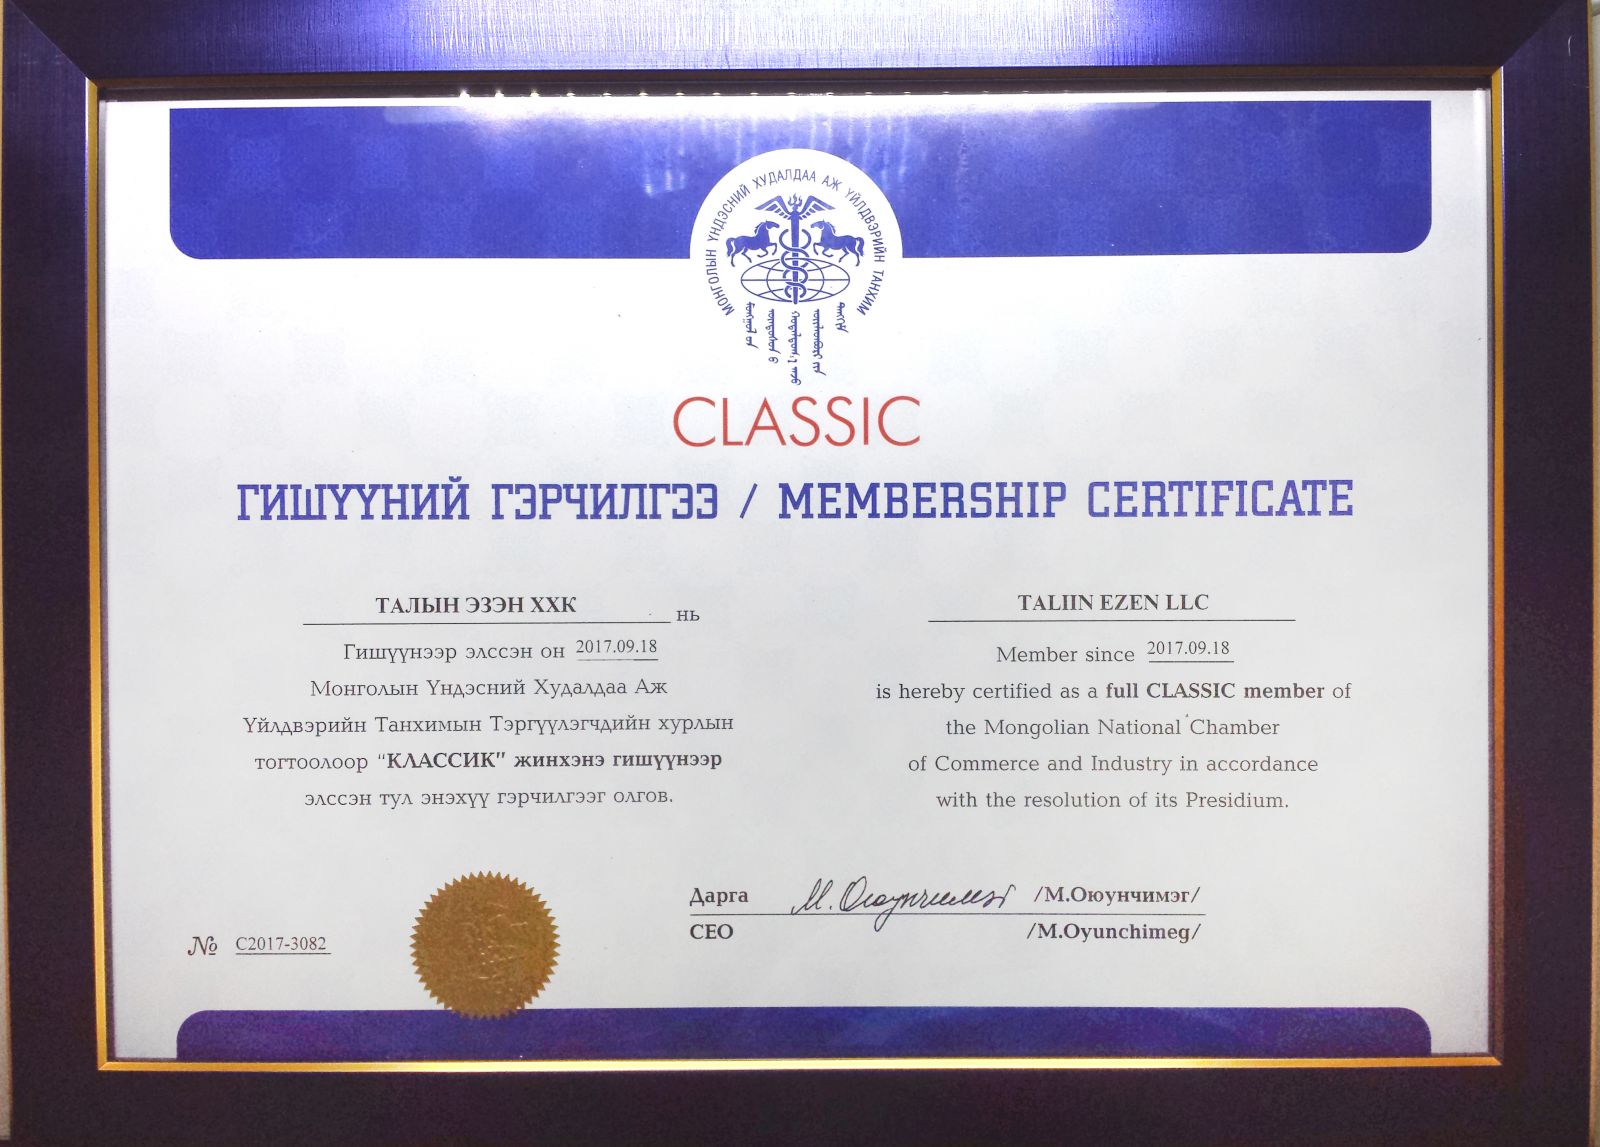 МОНГОЛЫН ҮНДЭСНИЙ ХУДАЛДАА АЖ ҮЙЛДВЭРИЙН ТАНХИМ
CLASSIC
ГИШҮҮНИЙ ГЭРЧИЛГЭЭ / MEMBERSHIP CERTIFICATE
ТАЛЫН ЭЗЭН ХХК нь
Гишүүнээр элссэн он 2017.09.18
Монголын Үндэсний Худалдаа Аж
Үйлдвэрийн Танхимын Тэргүүлэгчдийн хурлын
тогтоолоор "КЛАССИК" жинхэнэ гишүүнээр
элссэн тул энэхүү гэрчилгээг олгов.
TALIIN EZEN LLC
Member since 2017.09.18
is hereby certified as a full CLASSIC member of
the Mongolian National Chamber
of Commerce and Industry in accordance
with the resolution of its Presidium.
Дарга М. Оюунчимэг /М.Оюунчимэг/
CEO /M.Oyunchimeg/
№ C2017-3082